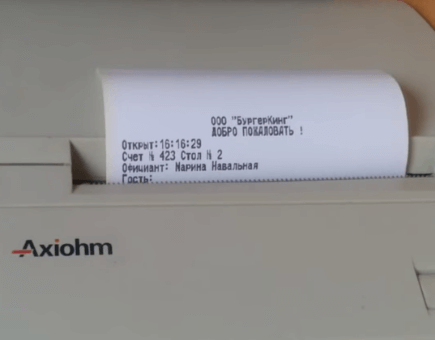 ООО "БургерКинг"
ДОБРО ПОЖАЛОВАТЬ !
Открыт:16:16:29
Счет № 423 Стол № 2
Официант: Марина Навальная
Гость:
Axiohm